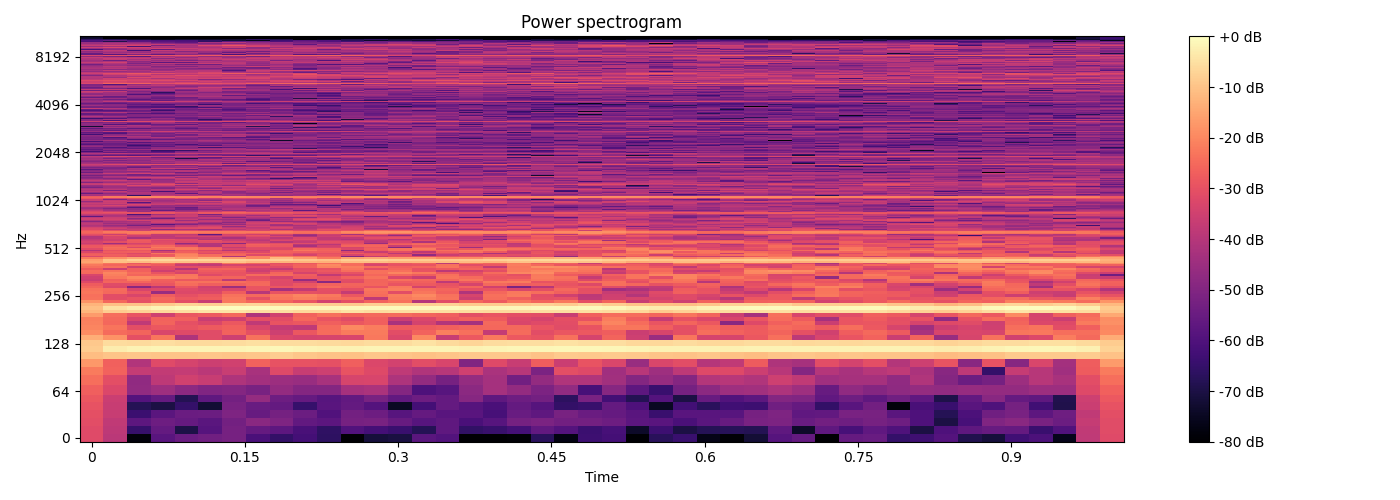 Power spectrogram
Hz
8192
4096
2048
1024
512
256
128
64
0
0
0.15
0.3
0.45
0.6
0.75
0.9
Time
+0 dB
-10 dB
-20 dB
-30 dB
-40 dB
-50 dB
-60 dB
-70 dB
-80 dB